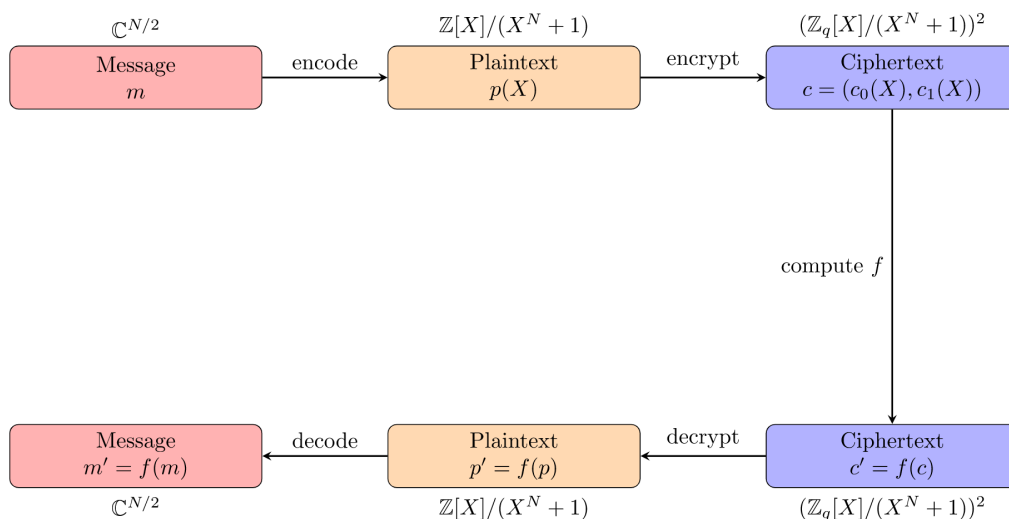 ℂ^{N/2} ℤ[X]/(X^N + 1) (ℤ_q[X]/(X^N + 1))^2
Message Plaintext Ciphertext
m p(X) c = (c_0(X), c_1(X))
encode encrypt
compute f
Message Plaintext Ciphertext
m′ = f(m) p′ = f(p) c′ = f(c)
decode decrypt
ℂ^{N/2} ℤ[X]/(X^N + 1) (ℤ_q[X]/(X^N + 1))^2